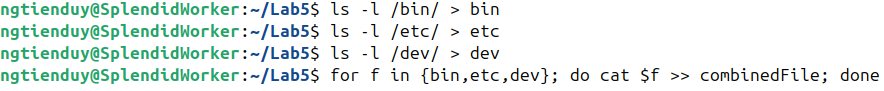 ngtienduy@SplendidWorker:~/Lab5$ ls -l /bin/ > bin
ngtienduy@SplendidWorker:~/Lab5$ ls -l /etc/ > etc
ngtienduy@SplendidWorker:~/Lab5$ ls -l /dev/ > dev
ngtienduy@SplendidWorker:~/Lab5$ for f in {bin,etc,dev}; do cat $f >> combinedFile; done